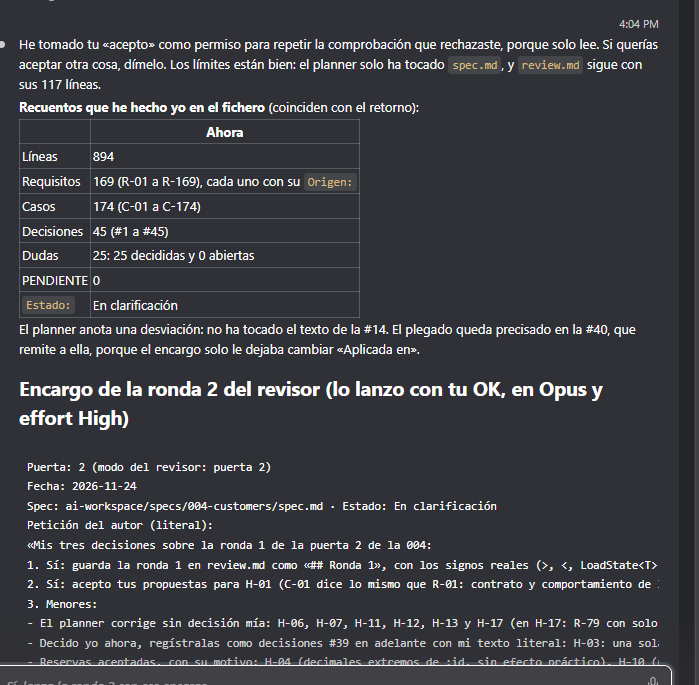 4:04 PM
He tomado tu «acepto» como permiso para repetir la comprobación que rechazaste, porque solo lee. Si querías
aceptar otra cosa, dímelo. Los límites están bien: el planner solo ha tocado spec.md, y review.md sigue con
sus 117 líneas.
Recuentos que he hecho yo en el fichero (coinciden con el retorno):
Ahora
Líneas 894
Requisitos 169 (R-01 a R-169), cada uno con su Origen:
Casos 174 (C-01 a C-174)
Decisiones 45 (#1 a #45)
Dudas 25: 25 decididas y 0 abiertas
PENDIENTE 0
Estado: En clarificación
El planner anota una desviación: no ha tocado el texto de la #14. El plegado queda precisado en la #40, que
remite a ella, porque el encargo solo le dejaba cambiar «Aplicada en».
Encargo de la ronda 2 del revisor (lo lanzo con tu OK, en Opus y
effort High)
Puerta: 2 (modo del revisor: puerta 2)
Fecha: 2026-11-24
Spec: ai-workspace/specs/004-customers/spec.md · Estado: En clarificación
Petición del autor (literal):
«Mis tres decisiones sobre la ronda 1 de la puerta 2 de la 004:
1. Sí: guarda la ronda 1 en review.md como «## Ronda 1», con los signos reales (>, <, LoadState<T>
2. Sí: acepto tus propuestas para H-01 (C-01 dice lo mismo que R-01: contrato y comportamiento de
3. Menores:
- El planner corrige sin decisión mía: H-06, H-07, H-11, H-12, H-13 y H-17 (en H-17: R-79 con solo
- Decido yo ahora, regístralas como decisiones #39 en adelante con mi texto literal: H-03: una sol
- Reservas aceptadas, con su motivo: H-04 (decimales extremos de :id, sin efecto práctico), H-10